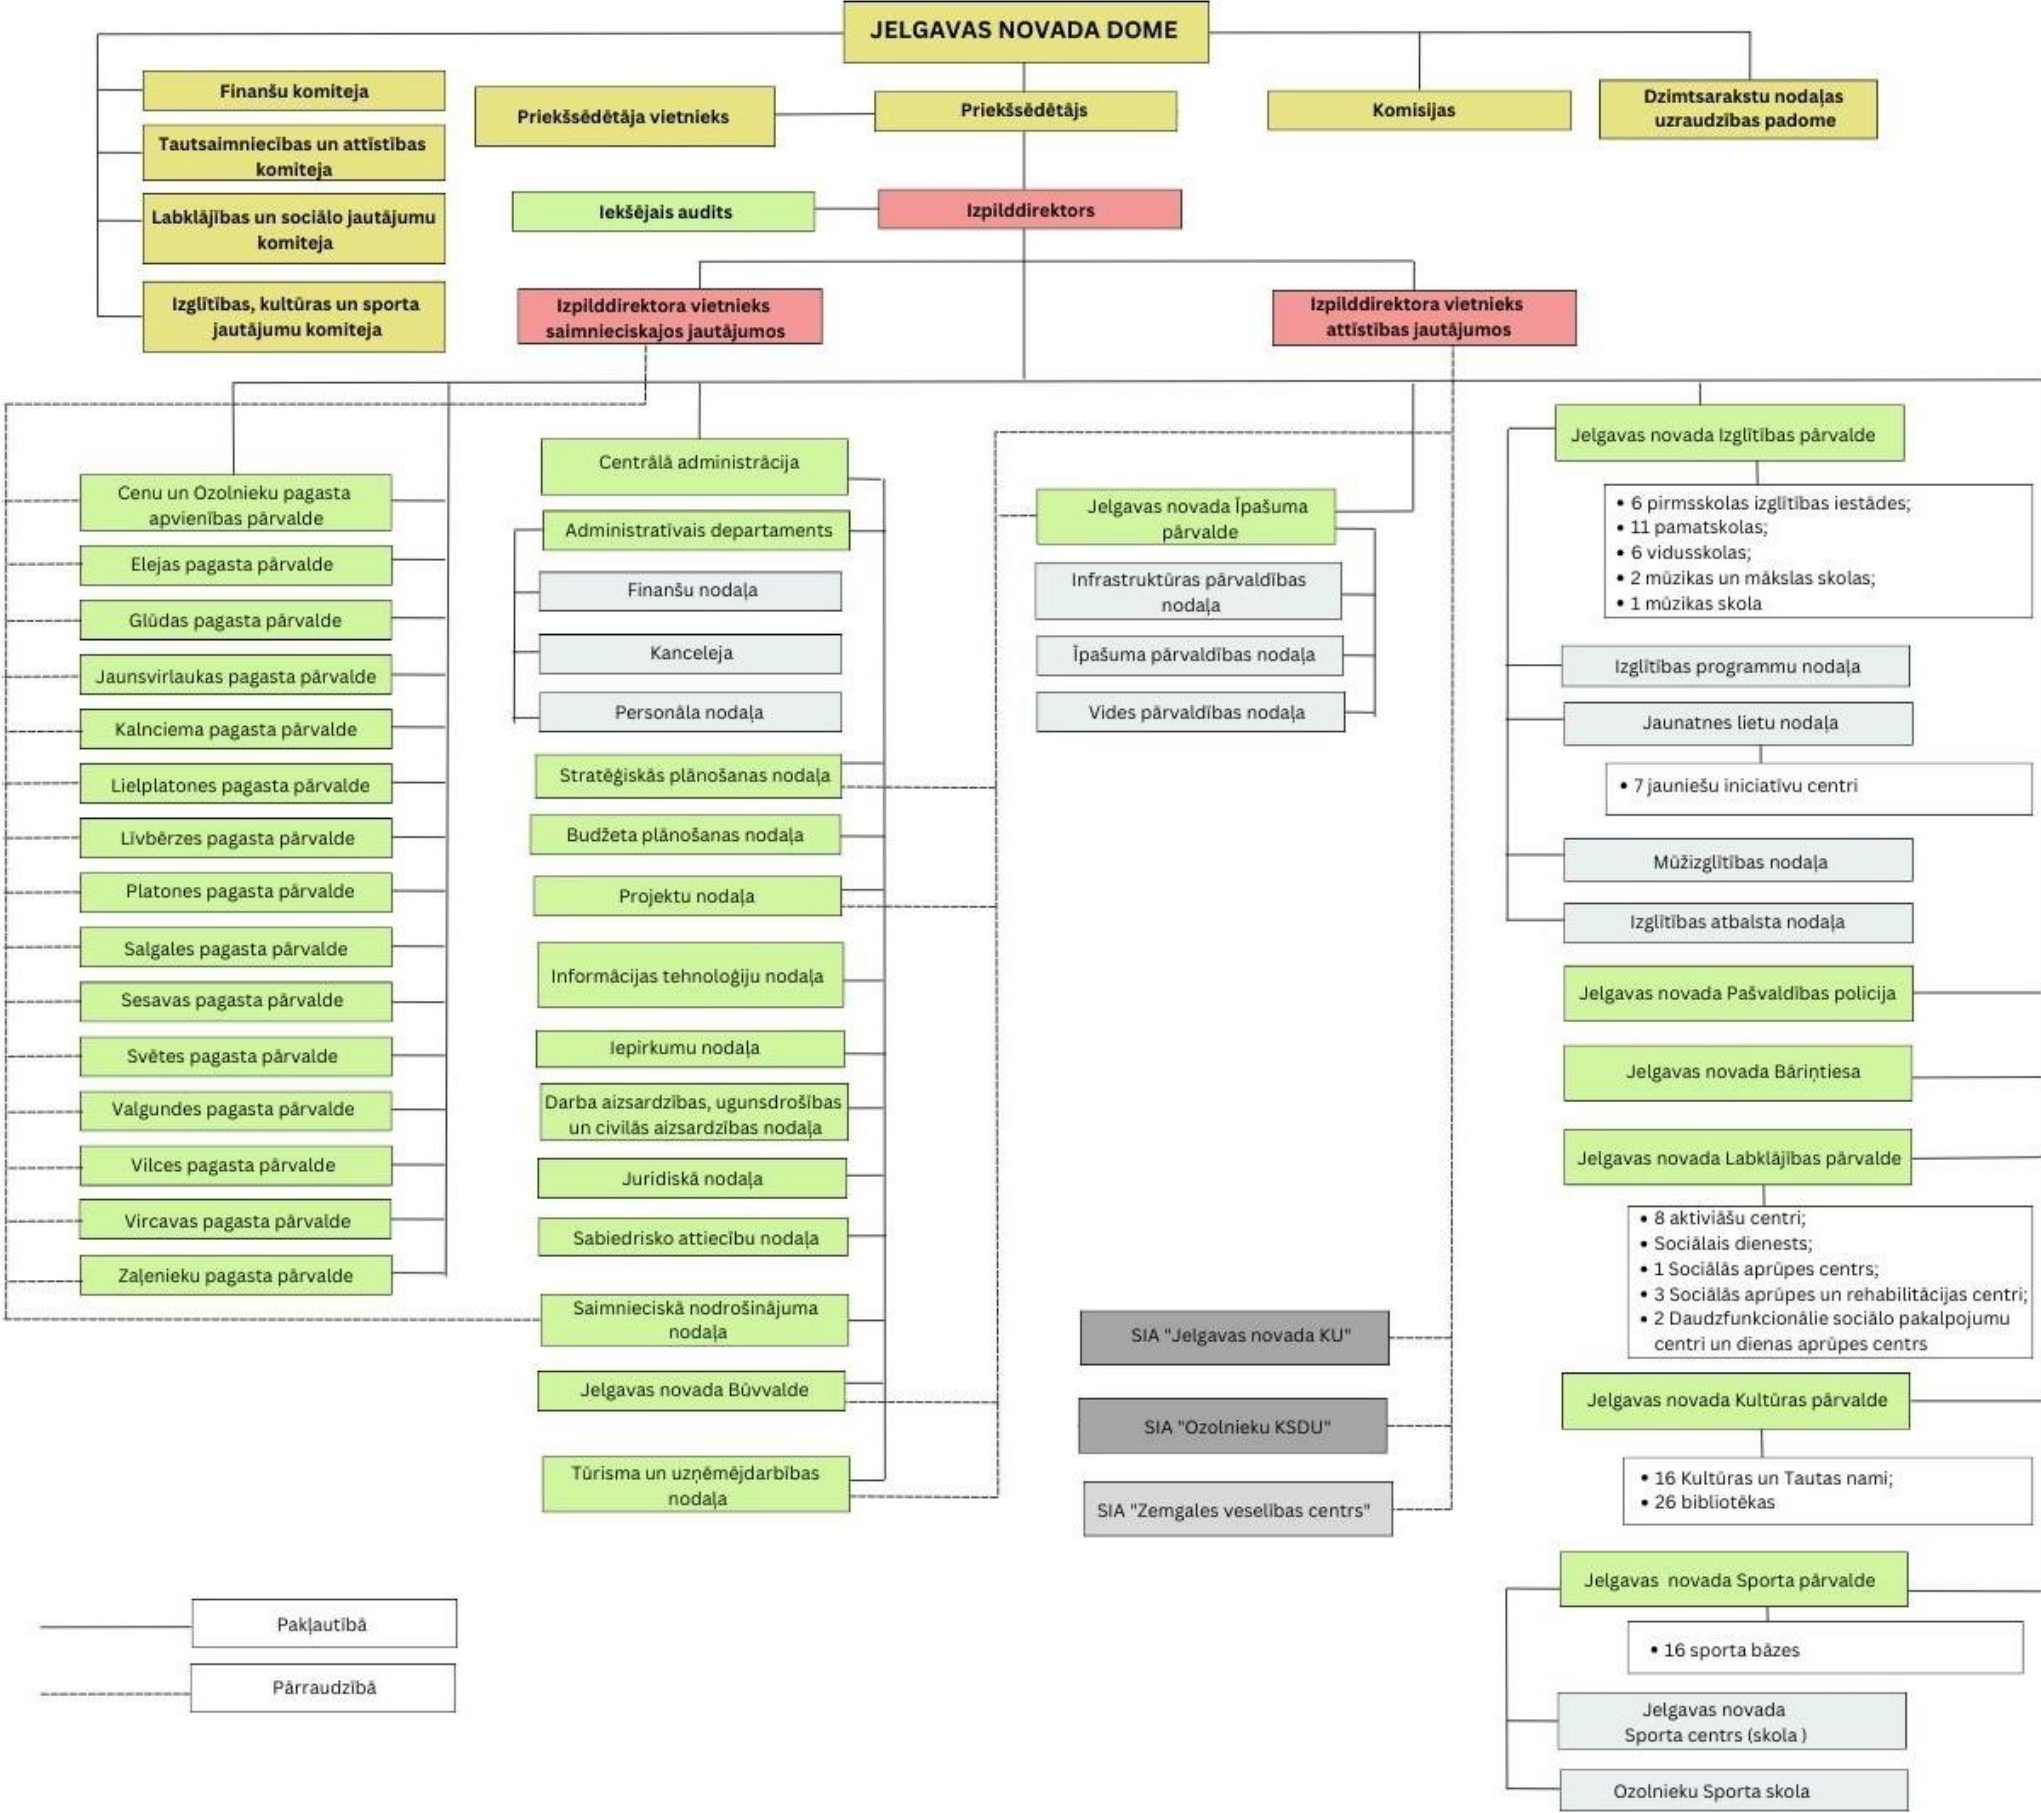 JELGAVAS NOVADA DOME
Finanšu komiteja
Tautsaimniecības un attīstības
komiteja
Labklājības un sociālo jautājumu
komiteja
Izglītības, kultūras un sporta
jautājumu komiteja
Priekšsēdētāja vietnieks
Priekšsēdētājs
Komisijas
Dzimtsarakstu nodaļas
uzraudzības padome
Iekšējais audits
Izpilddirektors
Izpilddirektora vietnieks
saimnieciskajos jautājumos
Izpilddirektora vietnieks
attīstības jautājumos
Cenu un Ozolnieku pagasta
apvienības pārvalde
Elejas pagasta pārvalde
Glūdas pagasta pārvalde
Jaunsvirlaukas pagasta pārvalde
Kalnciema pagasta pārvalde
Lielplatones pagasta pārvalde
Līvbērzes pagasta pārvalde
Platones pagasta pārvalde
Salgales pagasta pārvalde
Sesavas pagasta pārvalde
Svētes pagasta pārvalde
Valgundes pagasta pārvalde
Vilces pagasta pārvalde
Vircavas pagasta pārvalde
Zaļenieku pagasta pārvalde
Centrālā administrācija
Administratīvais departaments
Finanšu nodaļa
Kanceleja
Personāla nodaļa
Stratēģiskās plānošanas nodaļa
Budžeta plānošanas nodaļa
Projektu nodaļa
Informācijas tehnoloģiju nodaļa
Iepirkumu nodaļa
Darba aizsardzības, ugunsdrošības
un civilās aizsardzības nodaļa
Juridiskā nodaļa
Sabiedrisko attiecību nodaļa
Saimnieciskā nodrošinājuma
nodaļa
Jelgavas novada Būvvalde
Tūrisma un uzņēmējdarbības
nodaļa
Jelgavas novada Īpašuma
pārvalde
Infrastruktūras pārvaldības
nodaļa
Īpašuma pārvaldības nodaļa
Vides pārvaldības nodaļa
SIA "Jelgavas novada KU"
SIA "Ozolnieku KSDU"
SIA "Zemgales veselības centrs"
Jelgavas novada Izglītības pārvalde
• 6 pirmsskolas izglītības iestādes;
• 11 pamatskolas;
• 6 vidusskolas;
• 2 mūzikas un mākslas skolas;
• 1 mūzikas skola
Izglītības programmu nodaļa
Jaunatnes lietu nodaļa
• 7 jauniešu iniciatīvu centri
Mūžizglītības nodaļa
Izglītības atbalsta nodaļa
Jelgavas novada Pašvaldības policija
Jelgavas novada Bāriņtiesa
Jelgavas novada Labklājības pārvalde
• 8 aktiviāšu centri;
• Sociālais dienests;
• 1 Sociālās aprūpes centrs;
• 3 Sociālās aprūpes un rehabilitācijas centri;
• 2 Daudzfunkcionālie sociālo pakalpojumu
centri un dienas aprūpes centrs
Jelgavas novada Kultūras pārvalde
• 16 Kultūras un Tautas nami;
• 26 bibliotēkas
Jelgavas novada Sporta pārvalde
• 16 sporta bāzes
Jelgavas novada
Sporta centrs (skola )
Ozolnieku Sporta skola
Pakļautībā
Pārraudzībā